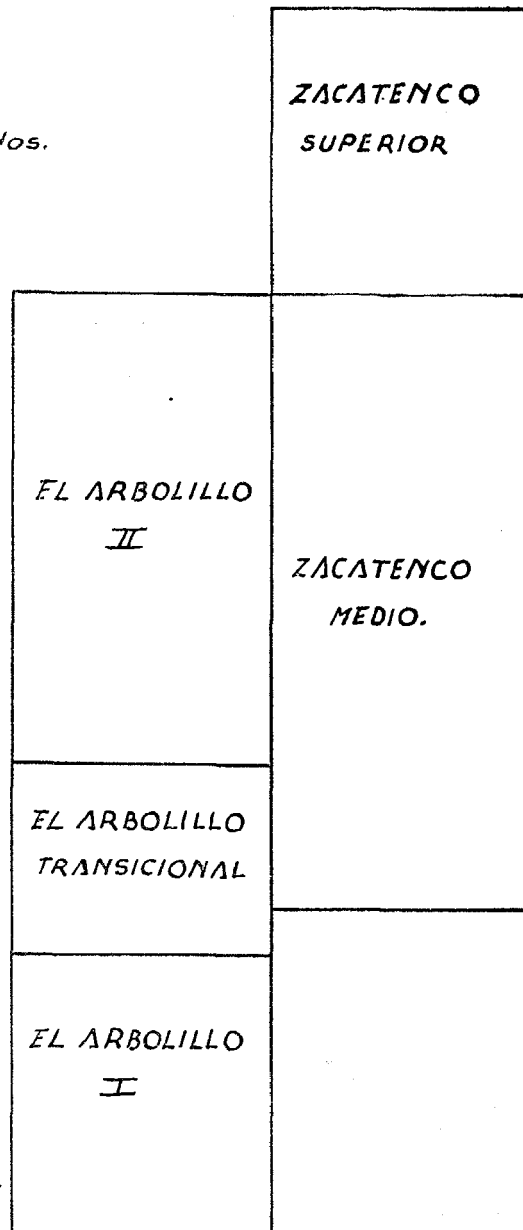 ZACATENCO
SUPERIOR
EL ARBOLILLO
II
ZACATENCO
MEDIO.
EL ARBOLILLO
TRANSICIONAL
EL ARBOLILLO
I